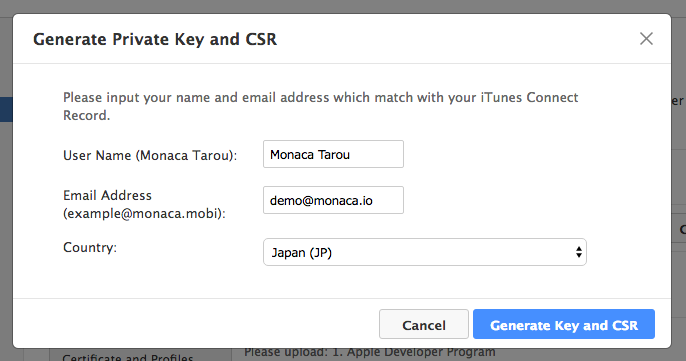 Generate Private Key and CSR
Please input your name and email address which match with your iTunes Connect
Record.
User Name (Monaca Tarou):
Monaca Tarou
Email Address
(example@monaca.mobi):
demo@monaca.io
Country:
Japan (JP)
Cancel
Generate Key and CSR
er
Certificate and Profiles
Please upload: 1. Apple Developer Program